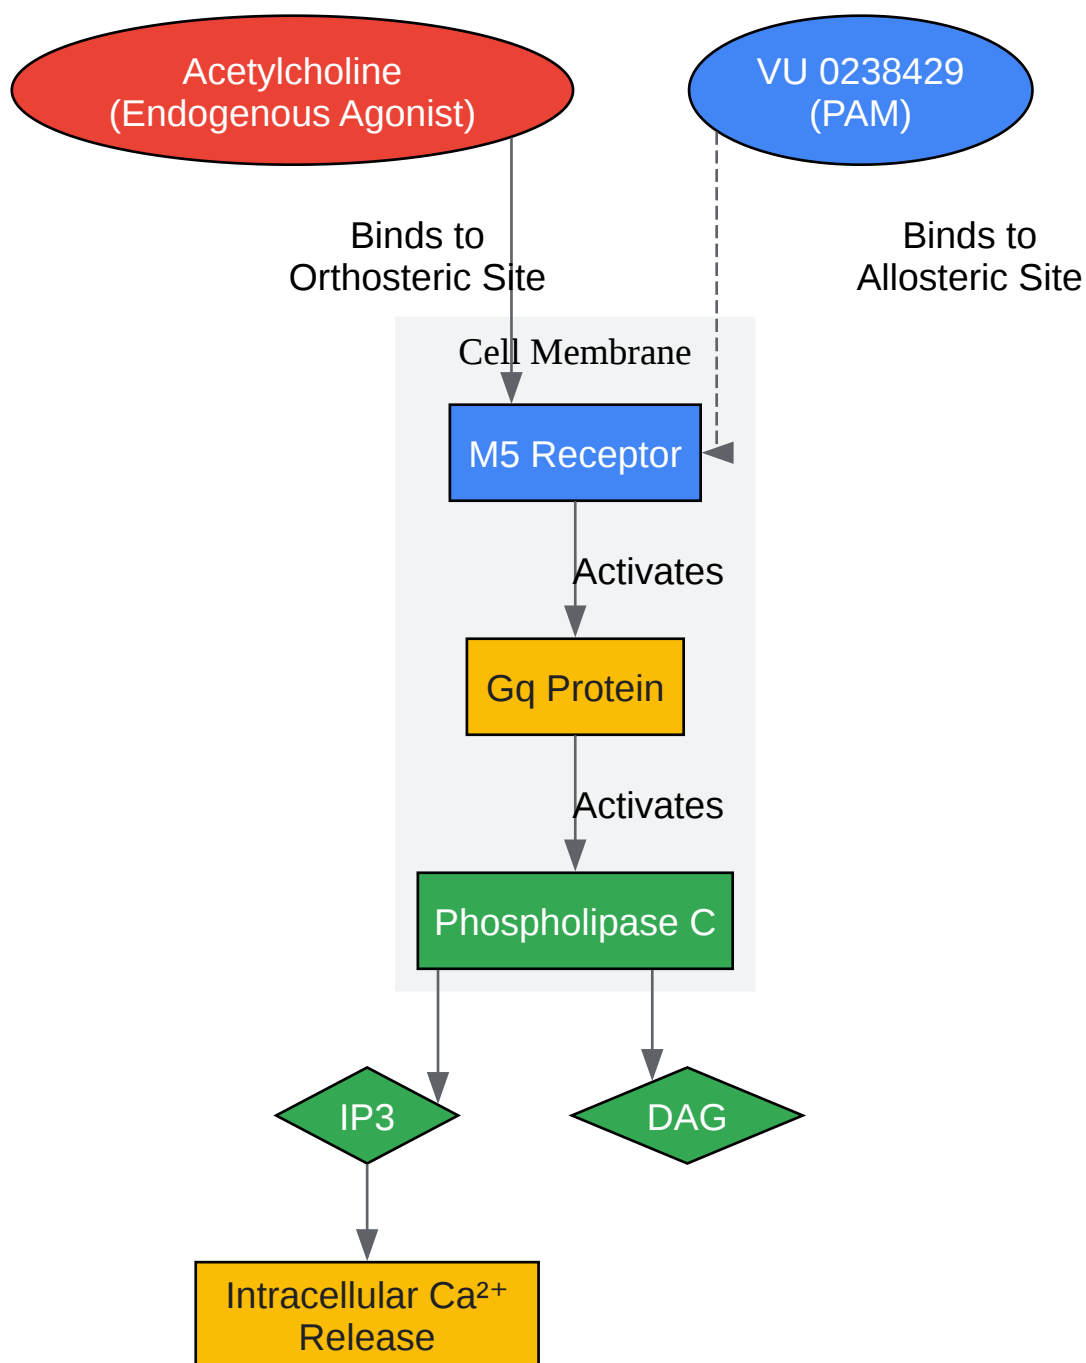 Acetylcholine
(Endogenous Agonist)
VU 0238429
(PAM)
Binds to
Orthosteric Site
Binds to
Allosteric Site
Cell Membrane
M5 Receptor
Activates
Gq Protein
Activates
Phospholipase C
IP3
DAG
Intracellular Ca²⁺
Release